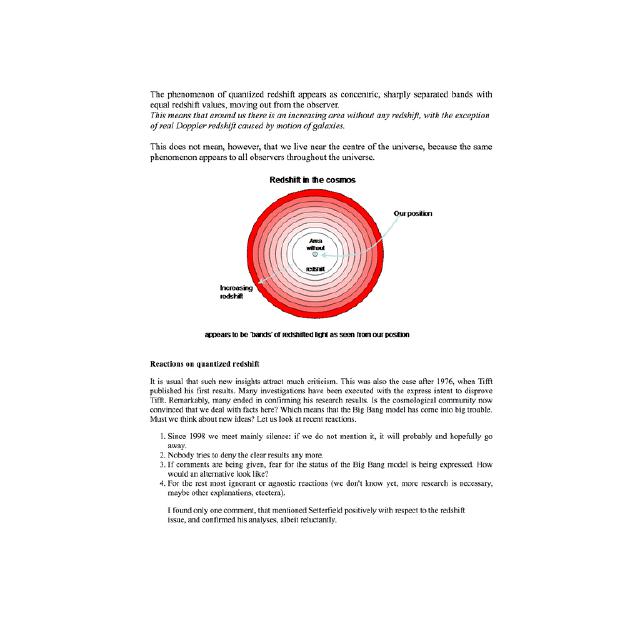 The phenomenon of quantized redshift appears as concentric, sharply separated bands with
equal redshift values, moving out from the observer.
This means that around us there is an increasing area without any redshift, with the exception
of real Doppler redshift caused by motion of galaxies.
This does not mean, however, that we live near the centre of the universe, because the same
phenomenon appears to all observers throughout the universe.
Redshift in the cosmos
Our position
Area
without
redshift
Increasing
redshift
appears to be 'bands' of redshifted light as seen from our position
Reactions on quantized redshift
It is usual that such new insights attract much criticism. This was also the case after 1976, when Tifft
published his first results. Many investigations have been executed with the express intent to disprove
Tifft. Remarkably, many ended in confirming his research results. Is the cosmological community now
convinced that we deal with facts here? Which means that the Big Bang model has come into big trouble.
Must we think about new ideas? Let us look at recent reactions.
1. Since 1998 we meet mainly silence: if we do not mention it, it will probably and hopefully go
away.
2. Nobody tries to deny the clear results any more.
3. If comments are being given, fear for the status of the Big Bang model is being expressed. How
would an alternative look like?
4. For the rest most ignorant or agnostic reactions (we don't know yet, more research is necessary,
maybe other explanations, etcetera).
I found only one comment, that mentioned Setterfield positively with respect to the redshift
issue, and confirmed his analyses, albeit reluctantly.